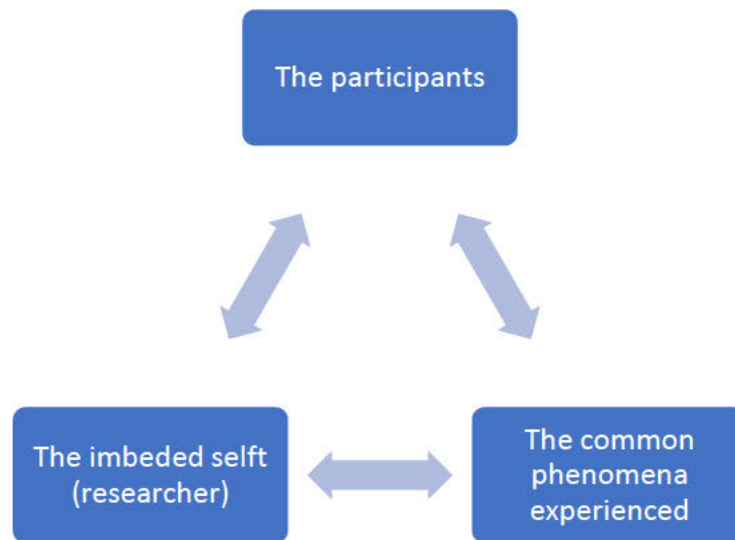 The participants
The imbeded selft
(researcher)
The common
phenomena
experienced